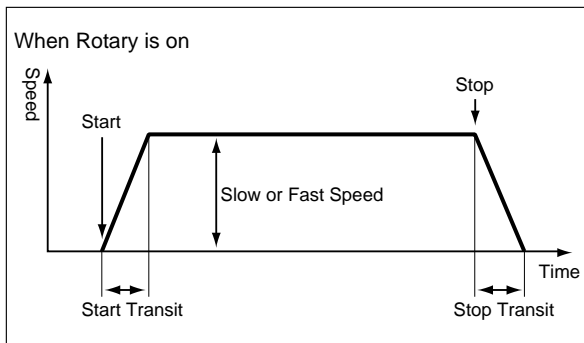 When Rotary is on
Speed
Stop
Start
Slow or Fast Speed
Time
Start Transit
Stop Transit